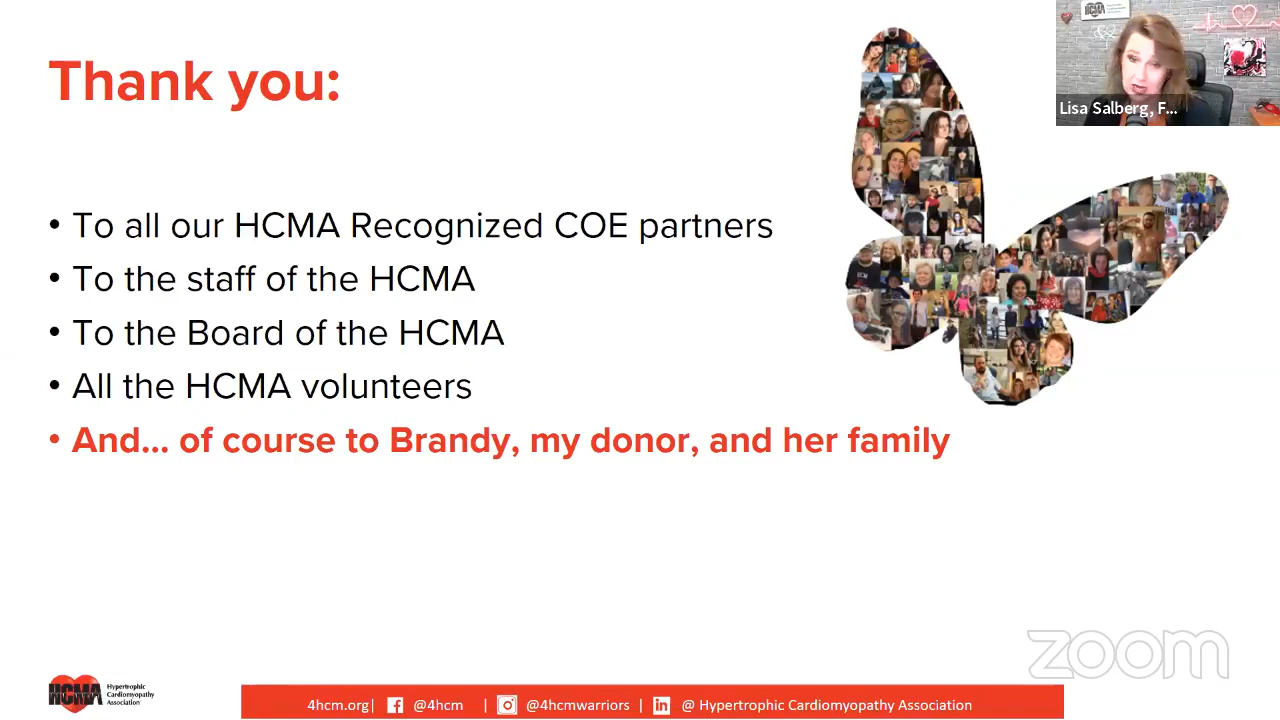 HCMA
Thank you:
Lisa Salberg, F...
• To all our HCMA Recognized COE partners
• To the staff of the HCMA
• To the Board of the HCMA
• All the HCMA volunteers
• And... of course to Brandy, my donor, and her family
zoom
HCMA
Hypertrophic
Cardiomyopathy
Association
4hcm.org| @4hcm | @4hcmwarriors | @ Hypertrophic Cardiomyopathy Association